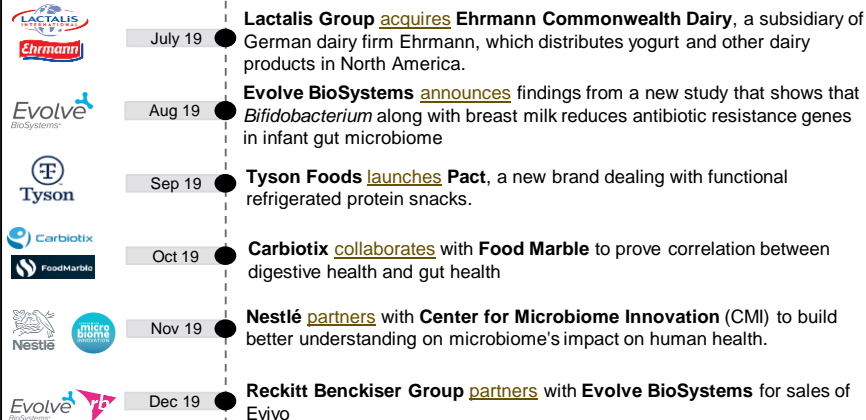 LACTALIS
INTERNATIONAL
Ehrmann
July 19
Lactalis Group acquires Ehrmann Commonwealth Dairy, a subsidiary of
German dairy firm Ehrmann, which distributes yogurt and other dairy
products in North America.
Evolve
BioSystems
Aug 19
Evolve BioSystems announces findings from a new study that shows that
Bifidobacterium along with breast milk reduces antibiotic resistance genes
in infant gut microbiome
Tyson
Sep 19
Tyson Foods launches Pact, a new brand dealing with functional
refrigerated protein snacks.
Carbiotix
FoodMarble
Oct 19
Carbiotix collaborates with Food Marble to prove correlation between
digestive health and gut health
Nestlé
micro
biome
INNOVATION
Nov 19
Nestlé partners with Center for Microbiome Innovation (CMI) to build
better understanding on microbiome's impact on human health.
Evolve
BioSystems
rb
Dec 19
Reckitt Benckiser Group partners with Evolve BioSystems for sales of
Evivo